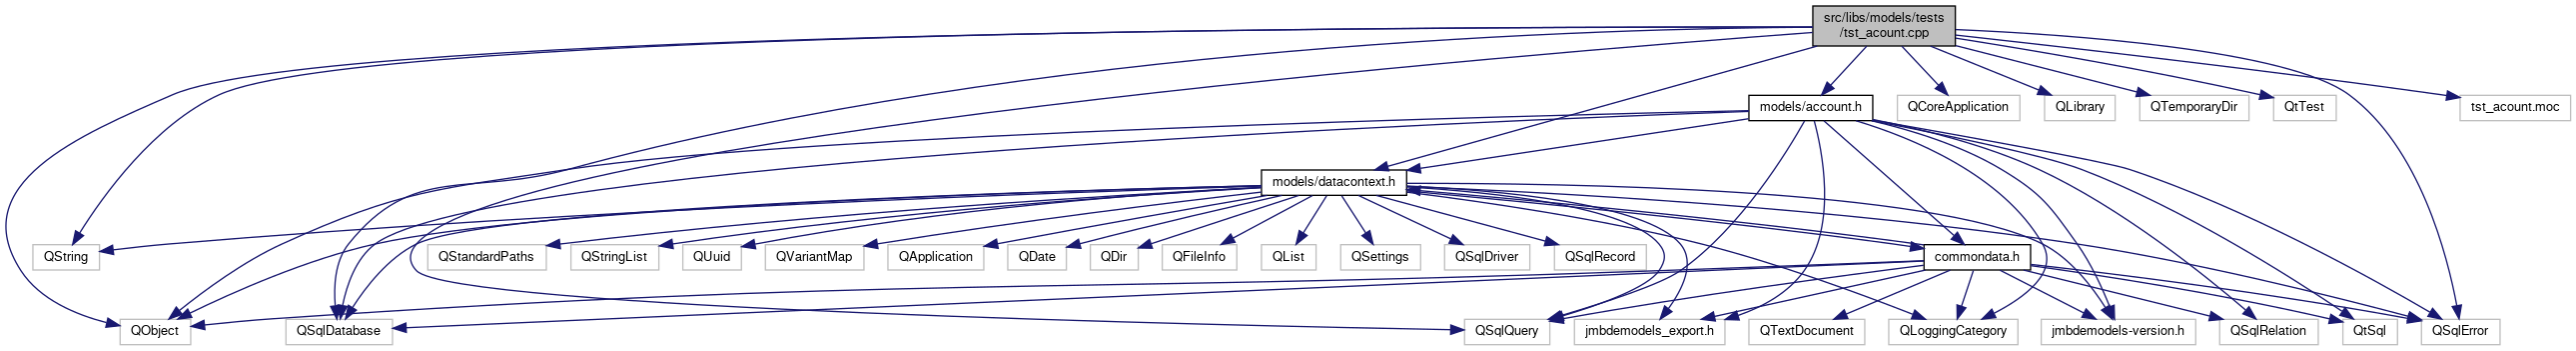 src/libs/models/tests
/tst_acount.cpp
models/account.h
QCoreApplication
QLibrary
QTemporaryDir
QtTest
tst_acount.moc
models/datacontext.h
QString
QStandardPaths
QStringList
QUuid
QVariantMap
QApplication
QDate
QDir
QFileInfo
QList
QSettings
QSqlDriver
QSqlRecord
commondata.h
QObject
QSqlDatabase
QSqlQuery
jmbdemodels_export.h
QTextDocument
QLoggingCategory
jmbdemodels-version.h
QSqlRelation
QtSql
QSqlError